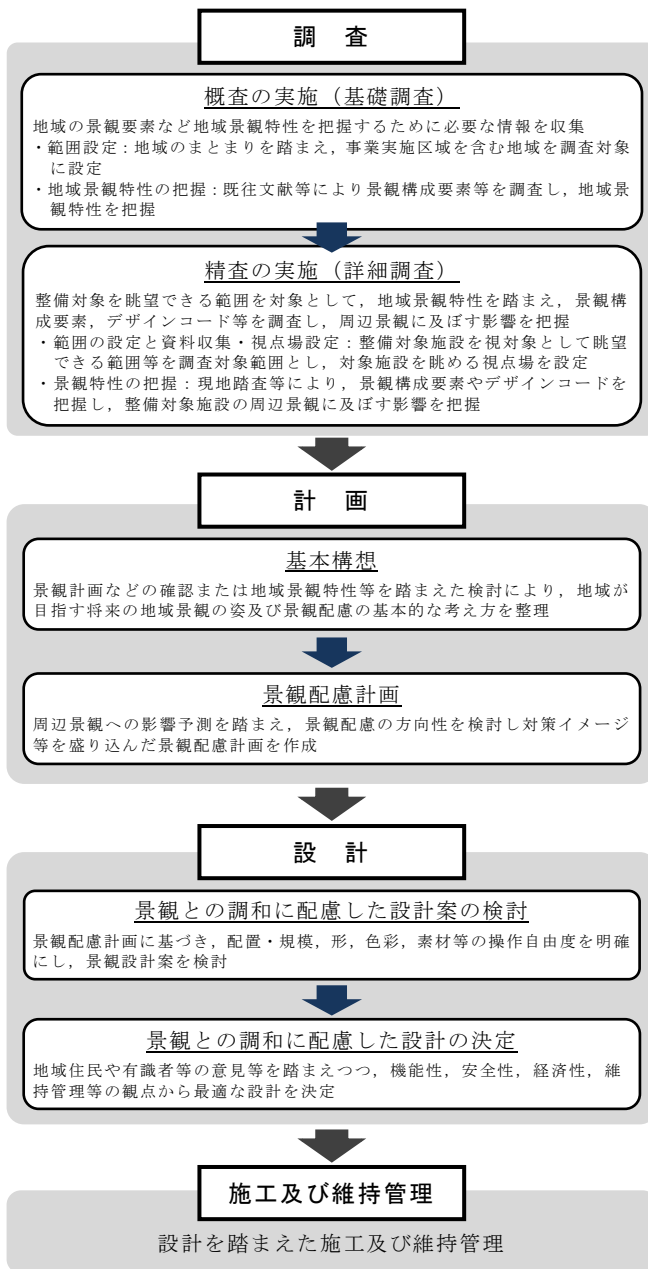 調　査
概査の実施（基礎調査）
地域の景観要素など地域景観特性を把握するために必要な情報を収集
・範囲設定：地域のまとまりを踏まえ，事業実施区域を含む地域を調査対象
に設定
・地域景観特性の把握：既往文献等により景観構成要素等を調査し，地域景
観特性を把握
精査の実施（詳細調査）
整備対象を眺望できる範囲を対象として，地域景観特性を踏まえ，景観構
成要素，デザインコード等を調査し，周辺景観に及ぼす影響を把握
・範囲の設定と資料収集・視点場設定：整備対象施設を視対象として眺望
できる範囲等を調査対象範囲とし，対象施設を眺める視点場を設定
・景観特性の把握：現地踏査等により，景観構成要素やデザインコードを
把握し，整備対象施設の周辺景観に及ぼす影響を把握
計　画
基本構想
景観計画などの確認または地域景観特性等を踏まえた検討により，地域が
目指す将来の地域景観の姿及び景観配慮の基本的な考え方を整理
景観配慮計画
周辺景観への影響予測を踏まえ，景観配慮の方向性を検討し対策イメージ
等を盛り込んだ景観配慮計画を作成
設　計
景観との調和に配慮した設計案の検討
景観配慮計画に基づき，配置・規模，形，色彩，素材等の操作自由度を明確
にし，景観設計案を検討
景観との調和に配慮した設計の決定
地域住民や有識者等の意見等を踏まえつつ，機能性，安全性，経済性，維
持管理等の観点から最適な設計を決定
施工及び維持管理
設計を踏まえた施工及び維持管理